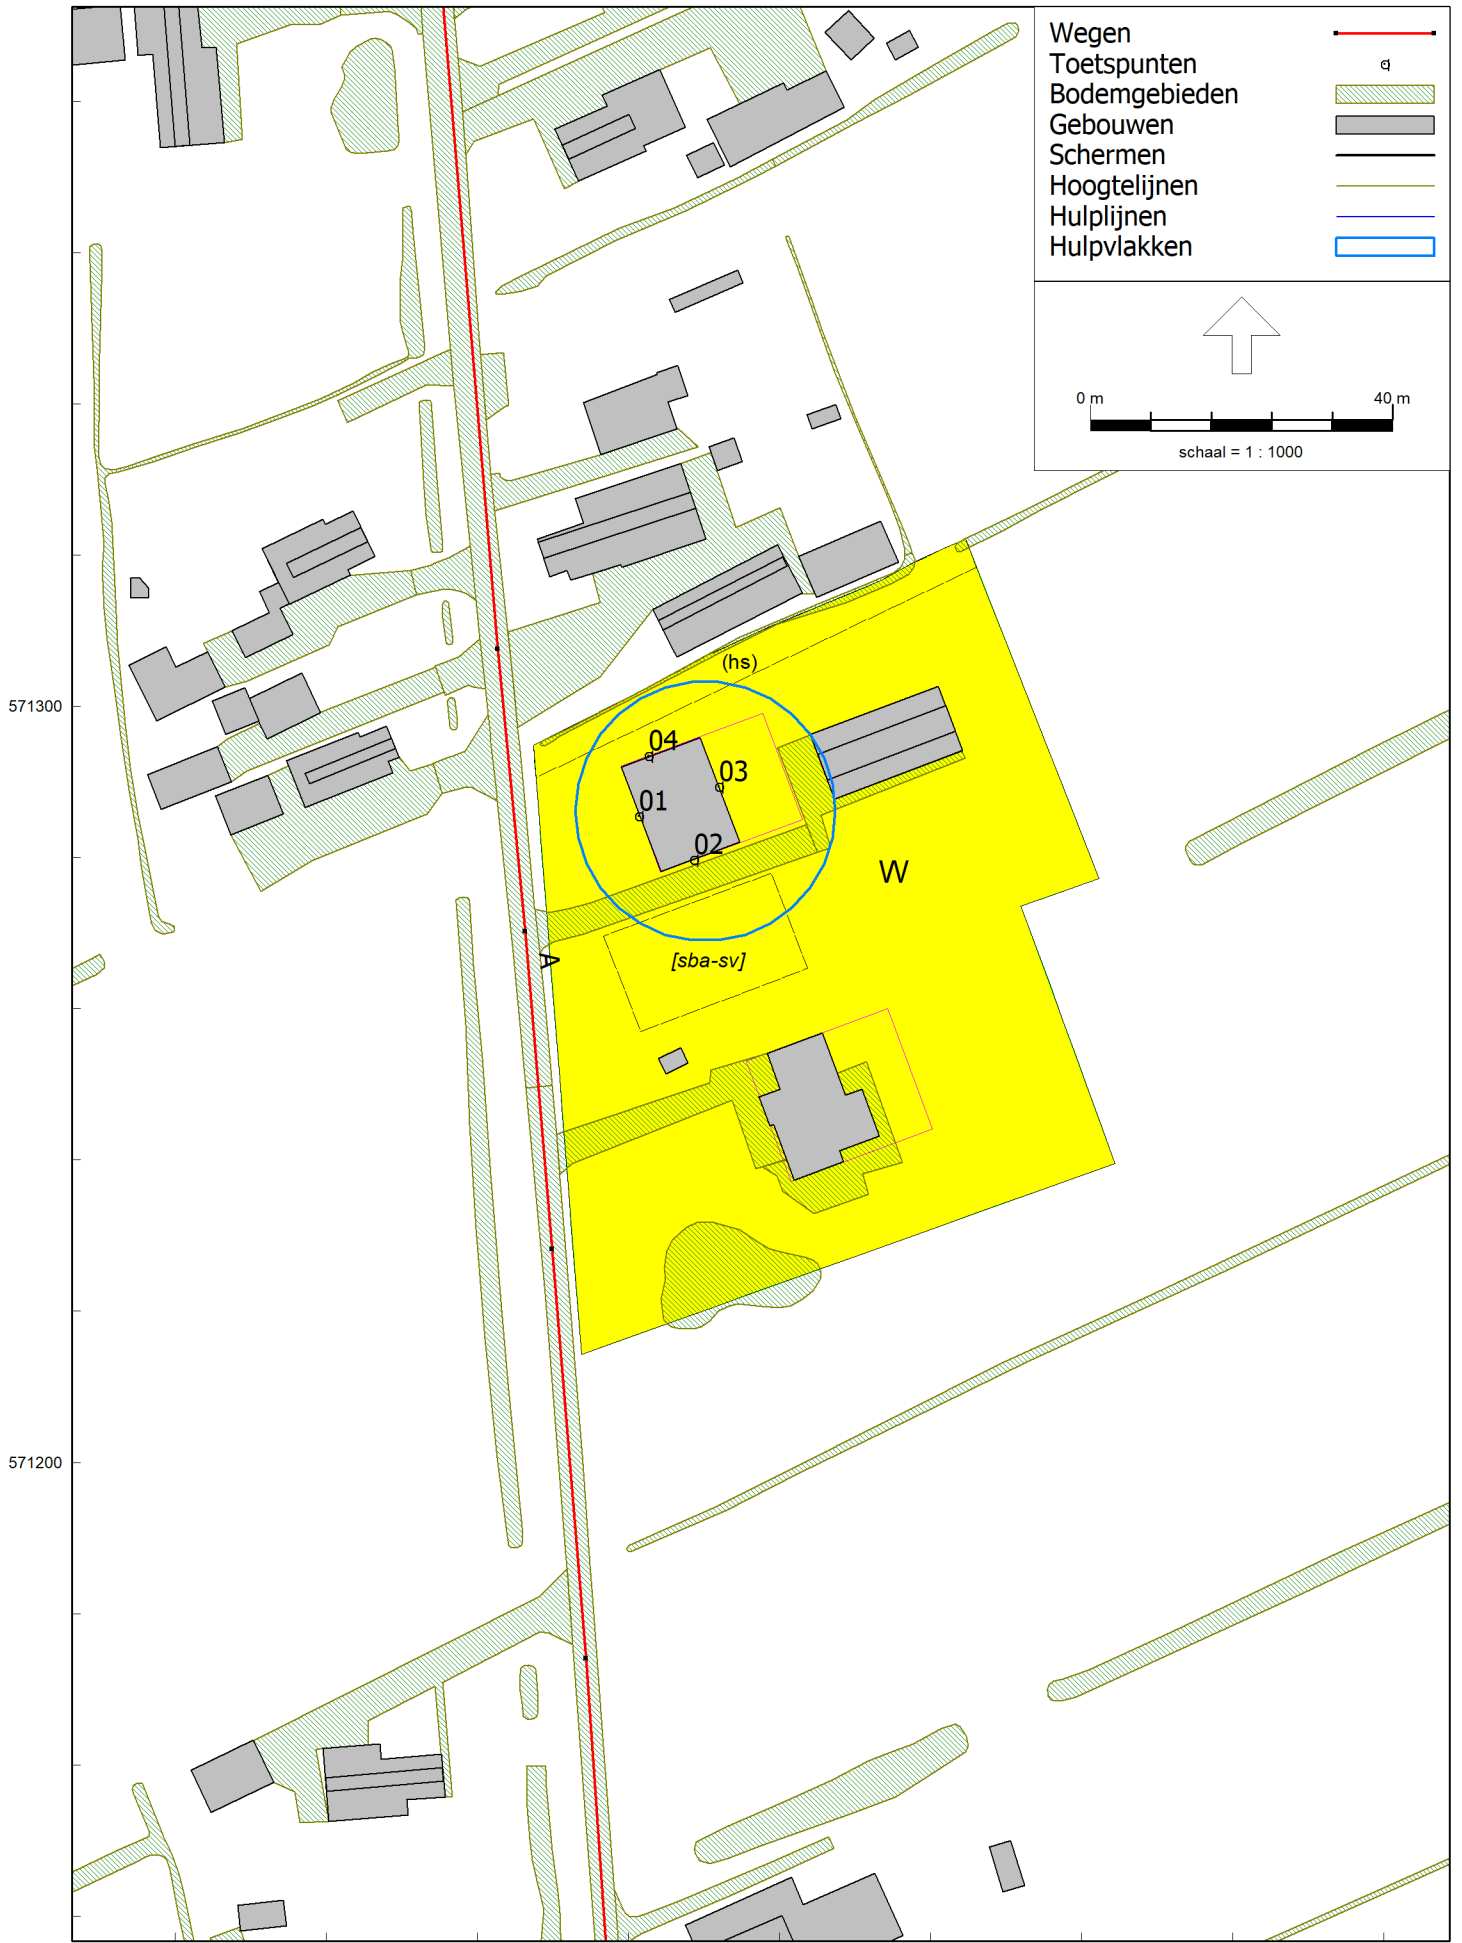 Wegen
Toetspunten
Bodemgebieden
Gebouwen
Schermen
Hoogtelijnen
Hulplijnen
Hulpvlakken
0 m 40 m
schaal = 1 : 1000
(hs)
571300
04
03
01
02
W
A
[sba-sv]
571200